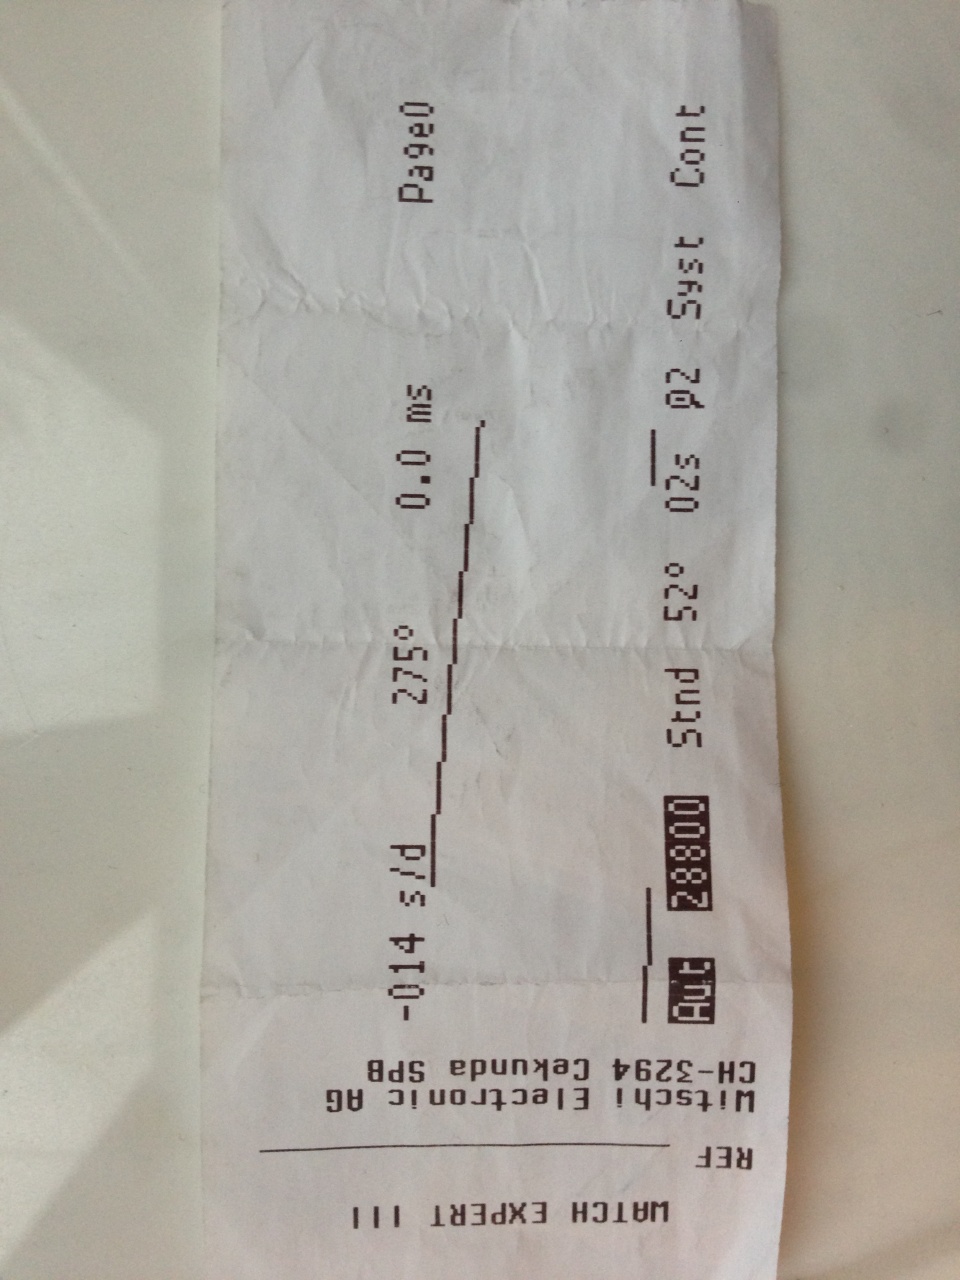 WATCH EXPERT III
REF
Witschi Electronic AG
CH-3294 Cekunda SPB
-014 s/d 275° 0.0 ms Page0
Aut 28800 Stnd 52° 02s @2 Syst Cont